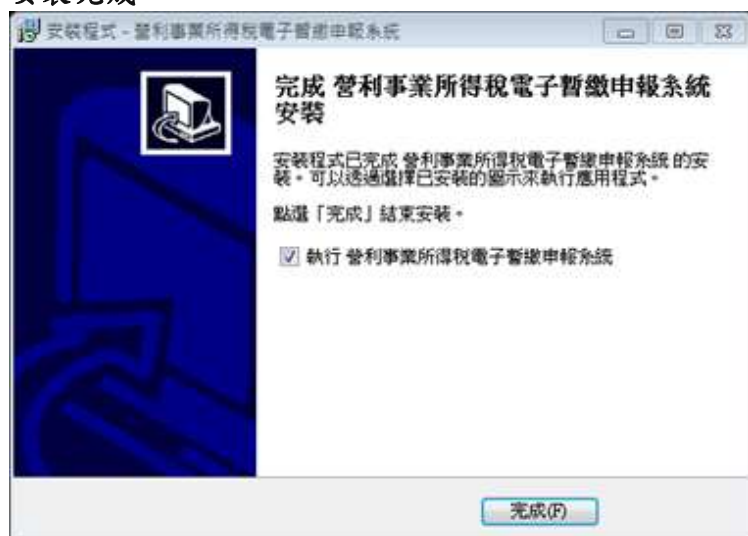 安裝完成
安裝程式 - 營利事業所得稅電子暫繳申報系統
完成 營利事業所得稅電子暫繳申報系統
安裝
安裝程式已完成 營利事業所得稅電子暫繳申報系統 的安
裝。可以透過選擇已安裝的圖示來執行應用程式。
點選「完成」結束安裝。
執行 營利事業所得稅電子暫繳申報系統
完成(F)